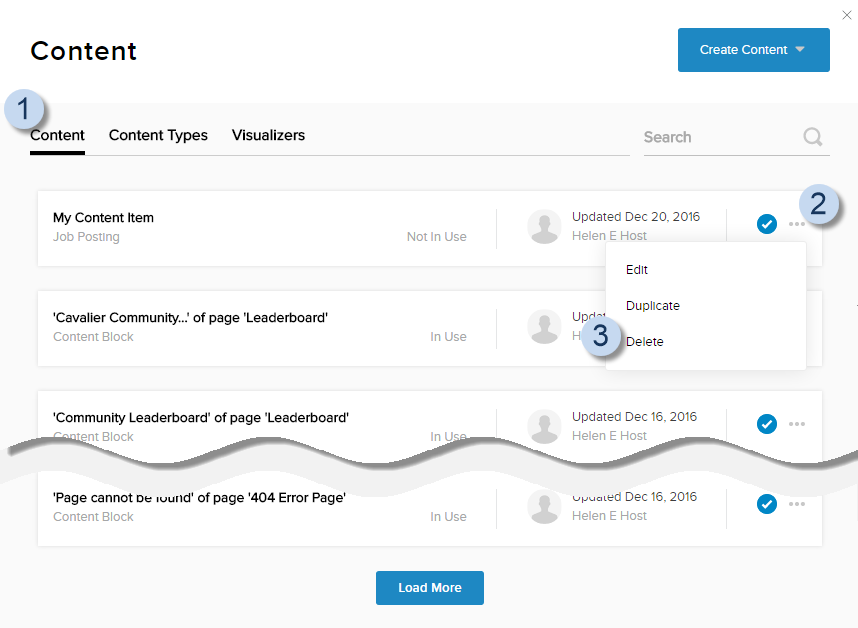 Content
Create Content
1
Content Content Types Visualizers
Search
2
My Content Item
Job Posting
Not In Use
Updated Dec 20, 2016
Helen E Host
Edit
Duplicate
3
Delete
'Cavalier Community...' of page 'Leaderboard'
Content Block
In Use
'Community Leaderboard' of page 'Leaderboard'
Content Block
In Use
Updated Dec 16, 2016
Helen E Host
'Page cannot be found' of page '404 Error Page'
Content Block
In Use
Updated Dec 16, 2016
Helen E Host
Load More